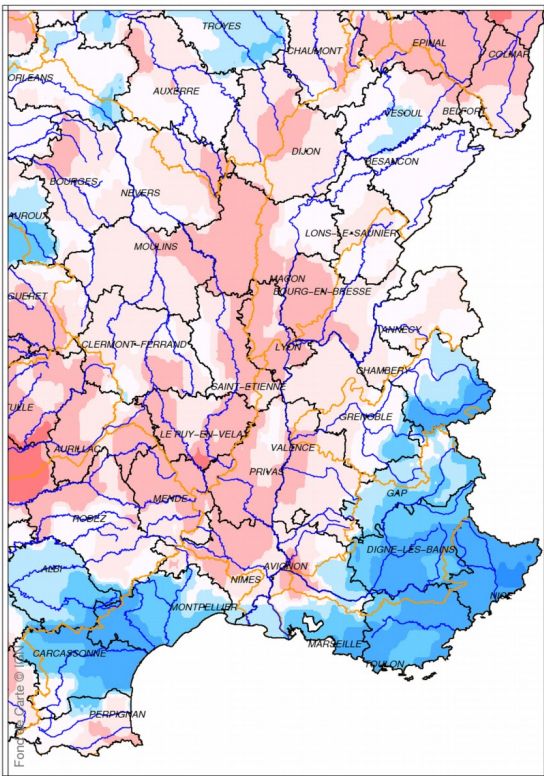 TROYES
CHAUMONT
EPINAL
COLMAR
ORLEANS
AUXERRE
VESOUL
BELFORT
DIJON
BESANCON
BOURGES
NEVERS
AUROUX
LONS-LE-SAUNIER
MOULINS
MACON
BOURG-EN-BRESSE
GUERET
ANNECY
CLERMONT-FERRAND
LYON
CHAMBERY
SAINT-ETIENNE
TULLE
GRENOBLE
LE PUY-EN-VELAY
AURILLAC
VALENCE
PRIVAS
GAP
MENDE
RODEZ
DIGNE-LES-BAINS
AVIGNON
ALBI
NIMES
NICE
MONTPELLIER
MARSEILLE
CARCASSONNE
TOULON
PERPIGNAN
Fond de Carte © IGN